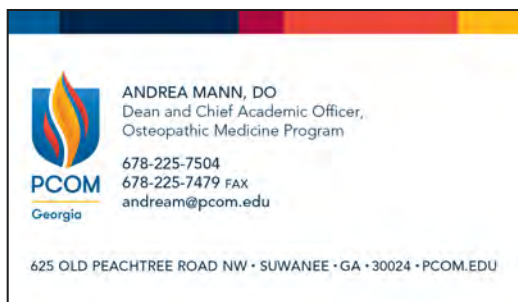 ANDREA MANN, DO
Dean and Chief Academic Officer,
Osteopathic Medicine Program
678-225-7504
678-225-7479 FAX
andream@pcom.edu
PCOM
Georgia
625 OLD PEACHTREE ROAD NW · SUWANEE · GA · 30024 · PCOM.EDU